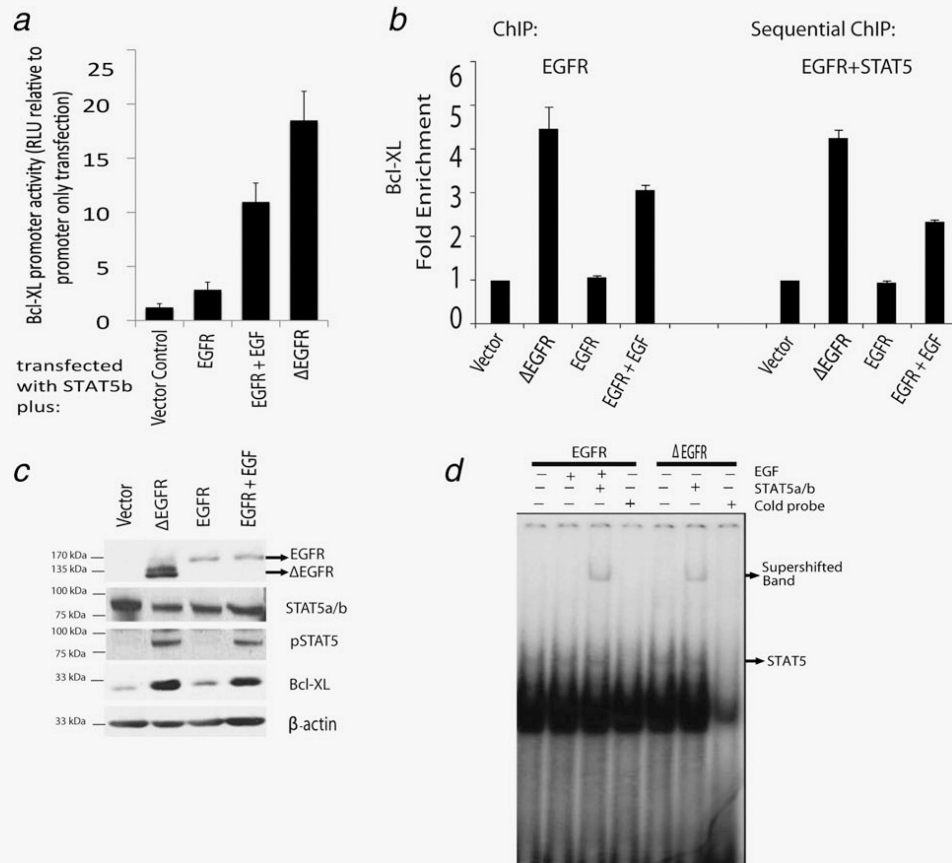 a
Bcl-XL promoter activity (RLU relative to
promoter only transfection)
25
20
15
10
5
0
transfected
with STAT5b
plus:
Vector Control
EGFR
EGFR + EGF
ΔEGFR
b
ChIP:
Sequential ChIP:
EGFR
EGFR+STAT5
Bcl-XL
Fold Enrichment
6
5
4
3
2
1
0
Vector
ΔEGFR
EGFR
EGFR + EGF
Vector
ΔEGFR
EGFR
EGFR + EGF
c
Vector
ΔEGFR
EGFR
EGFR + EGF
170 kDa
135 kDa
EGFR
ΔEGFR
100 kDa
75 kDa
STAT5a/b
100 kDa
75 kDa
pSTAT5
33 kDa
Bcl-XL
33 kDa
β-actin
d
EGFR
Δ EGFR
− + + − − − EGF
− − + − − + − STAT5a/b
− − − + − − + Cold probe
Supershifted
Band
STAT5